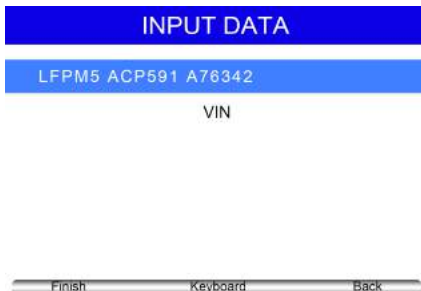 INPUT DATA
LFPM5 ACP591 A76342
VIN
Finish Keyboard Back